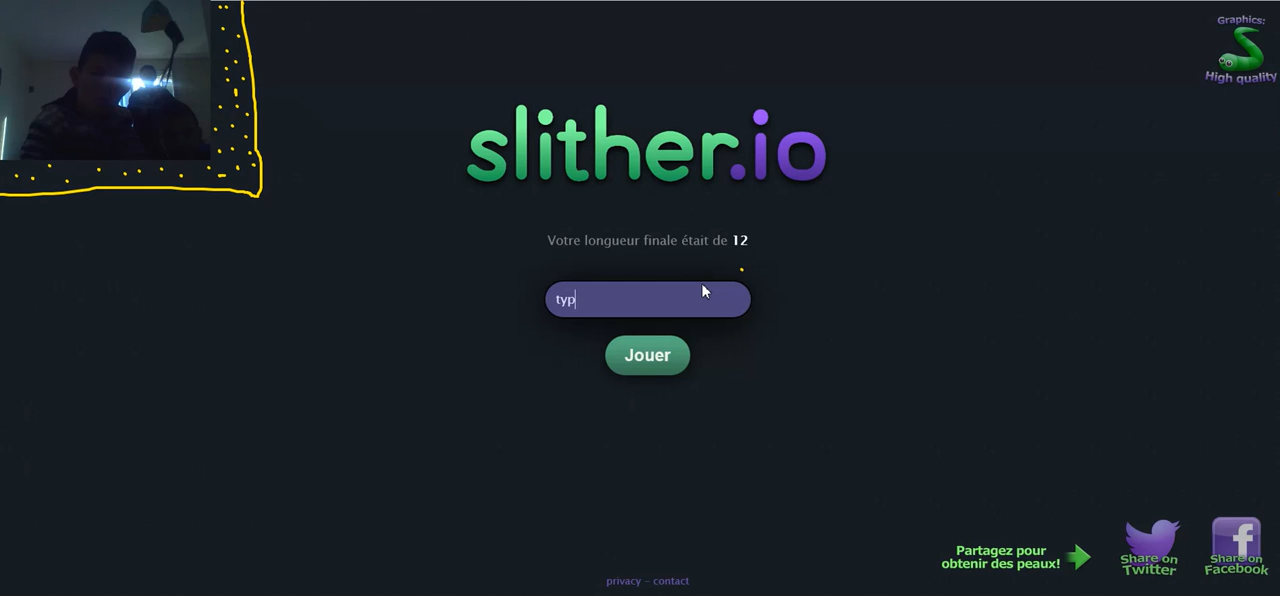 Graphics:
High quality
slither.io
Votre longueur finale était de 12
typ
Jouer
Partagez pour
obtenir des peaux!
Share on
Twitter
Share on
Facebook
privacy - contact